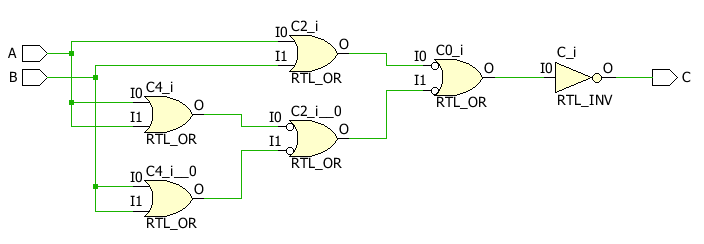 C2_i
I0
O
I1
RTL_OR
A
B
C0_i
I0
O
I1
RTL_OR
C_i
I0
O
RTL_INV
C
C4_i
I0
O
I1
RTL_OR
C2_i__0
I0
O
I1
RTL_OR
C4_i__0
I0
O
I1
RTL_OR